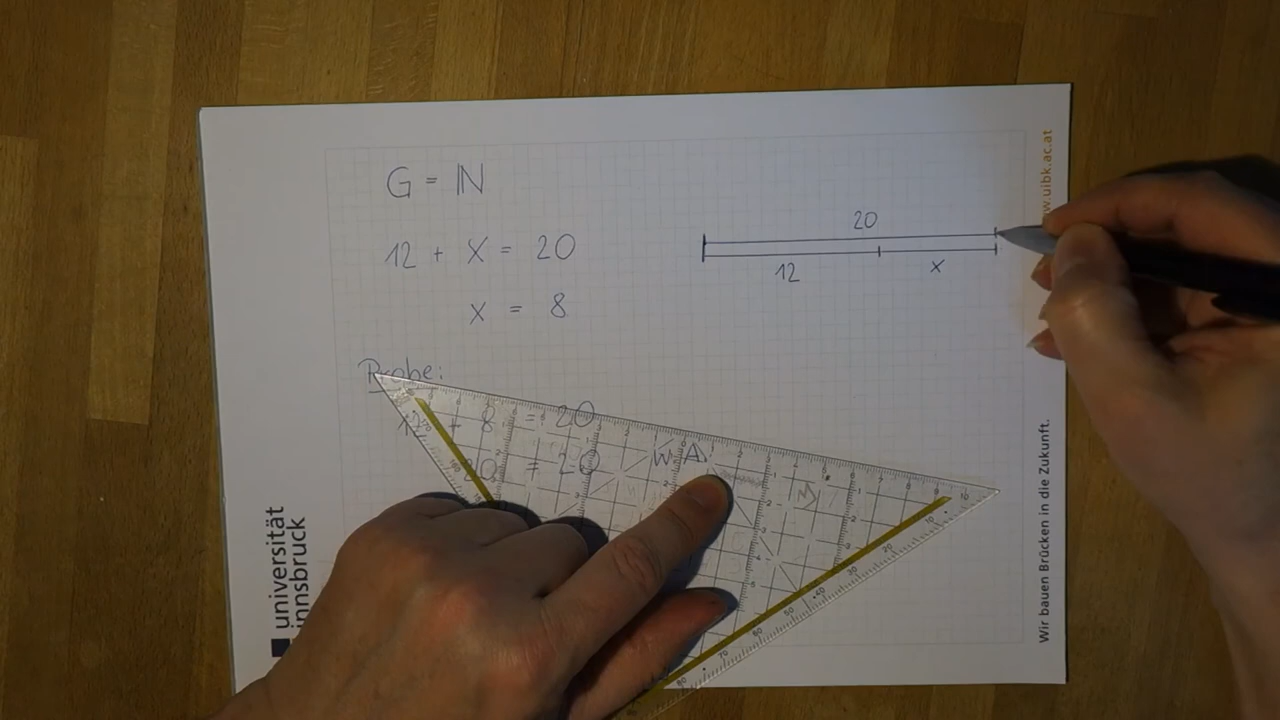 G = ℕ
12 + x = 20
x = 8
Probe:
12 + 8 = 20
20 = 20 w.A.
20
12 x
universität
innsbruck
www.uibk.ac.at
Wir bauen Brücken in die Zukunft.